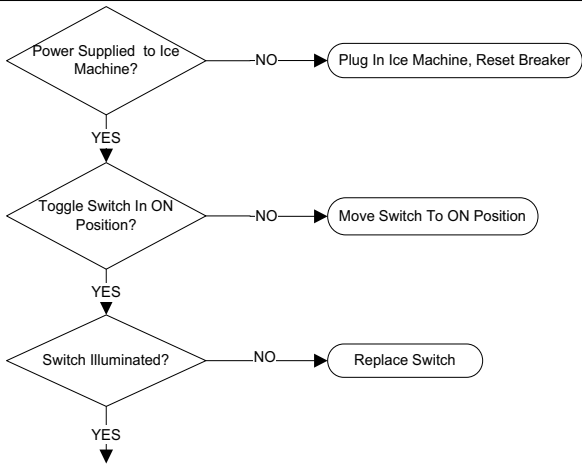 Power Supplied to Ice
Machine?
NO
Plug In Ice Machine, Reset Breaker
YES
Toggle Switch In ON
Position?
NO
Move Switch To ON Position
YES
Switch Illuminated?
NO
Replace Switch
YES